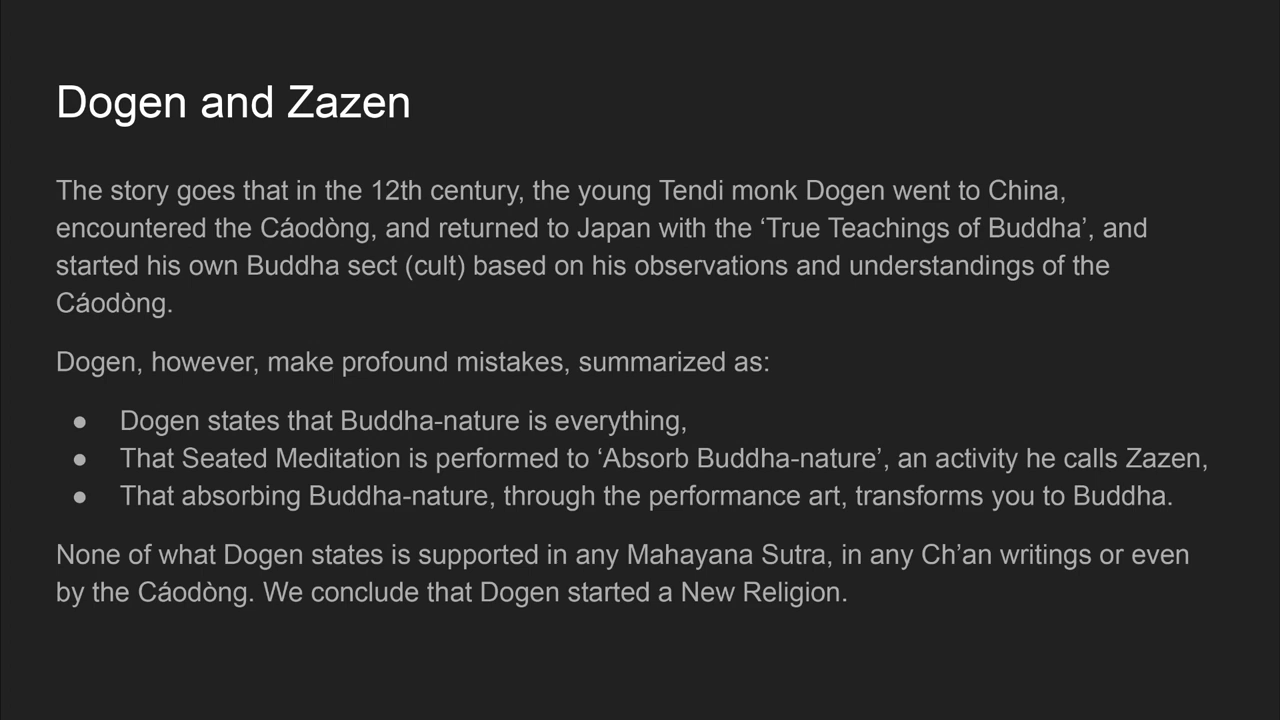 Dogen and Zazen
The story goes that in the 12th century, the young Tendi monk Dogen went to China,
encountered the Cáodòng, and returned to Japan with the ‘True Teachings of Buddha’, and
started his own Buddha sect (cult) based on his observations and understandings of the
Cáodòng.
Dogen, however, make profound mistakes, summarized as:
● Dogen states that Buddha-nature is everything,
● That Seated Meditation is performed to ‘Absorb Buddha-nature’, an activity he calls Zazen,
● That absorbing Buddha-nature, through the performance art, transforms you to Buddha.
None of what Dogen states is supported in any Mahayana Sutra, in any Ch’an writings or even
by the Cáodòng. We conclude that Dogen started a New Religion.